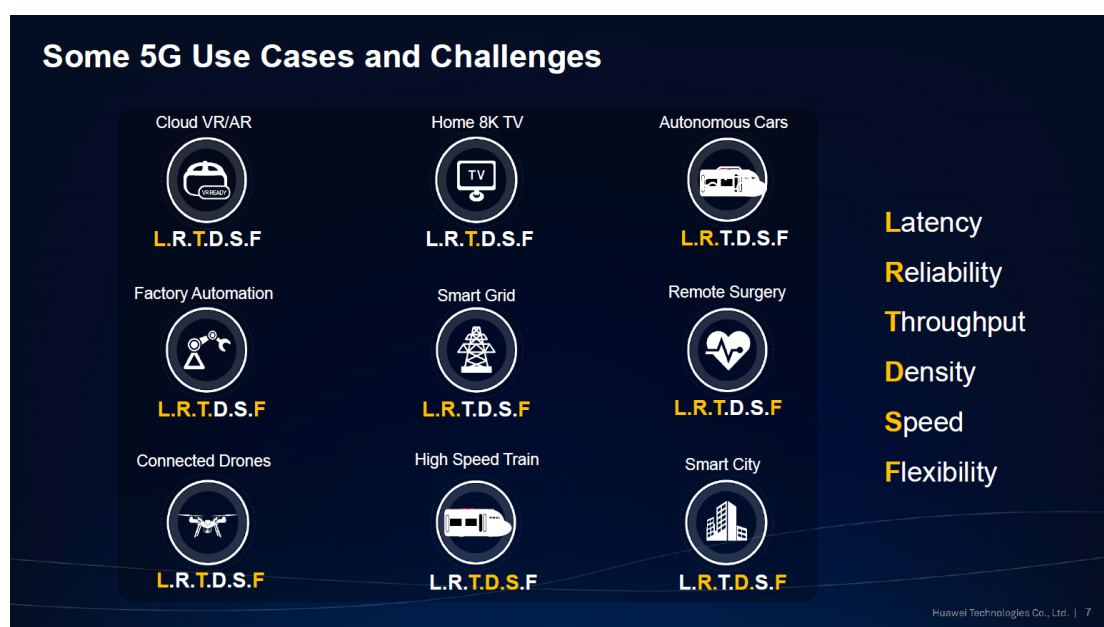 Some 5G Use Cases and Challenges
Cloud VR/AR
Home 8K TV
Autonomous Cars
VR READY
TV
L.R.T.D.S.F
L.R.T.D.S.F
L.R.T.D.S.F
Factory Automation
Smart Grid
Remote Surgery
L.R.T.D.S.F
L.R.T.D.S.F
L.R.T.D.S.F
Connected Drones
High Speed Train
Smart City
L.R.T.D.S.F
L.R.T.D.S.F
L.R.T.D.S.F
Latency
Reliability
Throughput
Density
Speed
Flexibility
Huawei Technologies Co., Ltd. | 7